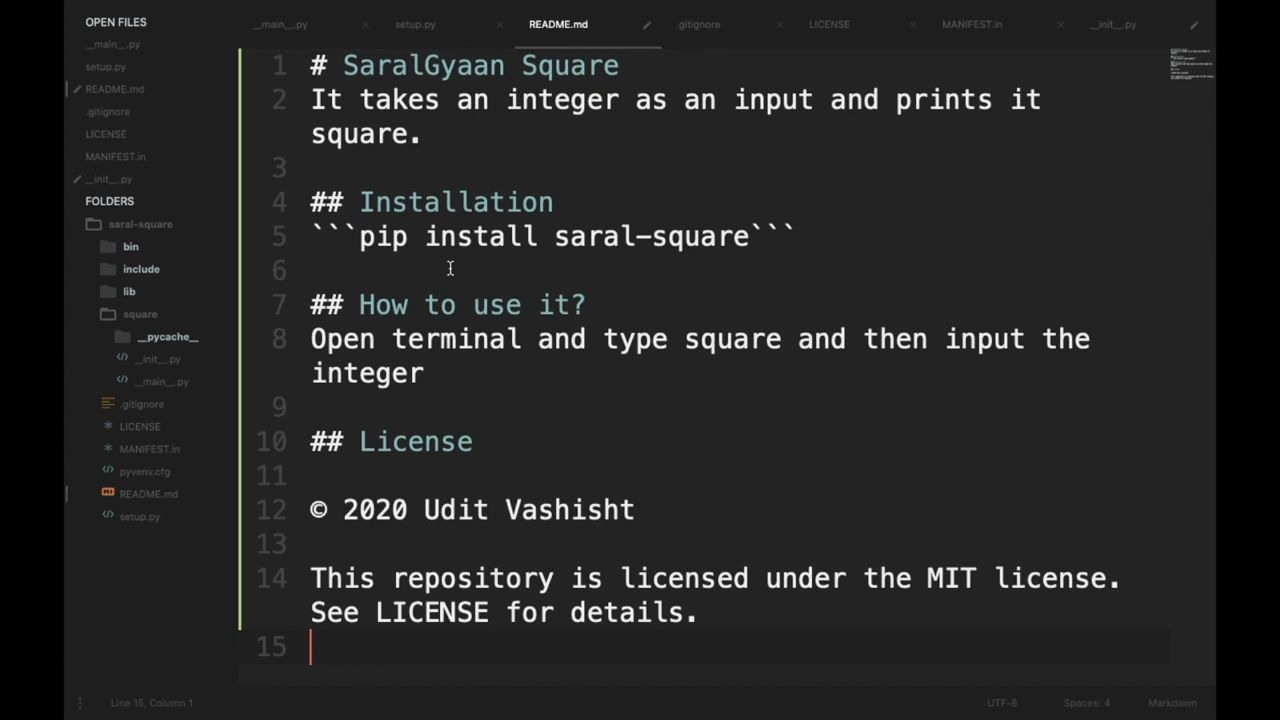 OPEN FILES
__main__.py
setup.py
README.md
.gitignore
LICENSE
MANIFEST.in
__init__.py
FOLDERS
saral-square
bin
include
lib
square
__pycache__
__init__.py
__main__.py
.gitignore
LICENSE
MANIFEST.in
pyvenv.cfg
README.md
setup.py
__main__.py setup.py README.md .gitignore LICENSE MANIFEST.in __init__.py
1 # SaralGyaan Square
2 It takes an integer as an input and prints it
square.
3
4 ## Installation
5 ```pip install saral-square```
6
7 ## How to use it?
8 Open terminal and type square and then input the
integer
9
10 ## License
11
12 © 2020 Udit Vashisht
13
14 This repository is licensed under the MIT license.
See LICENSE for details.
15
Line 15, Column 1 UTF-8 Spaces: 4 Markdown